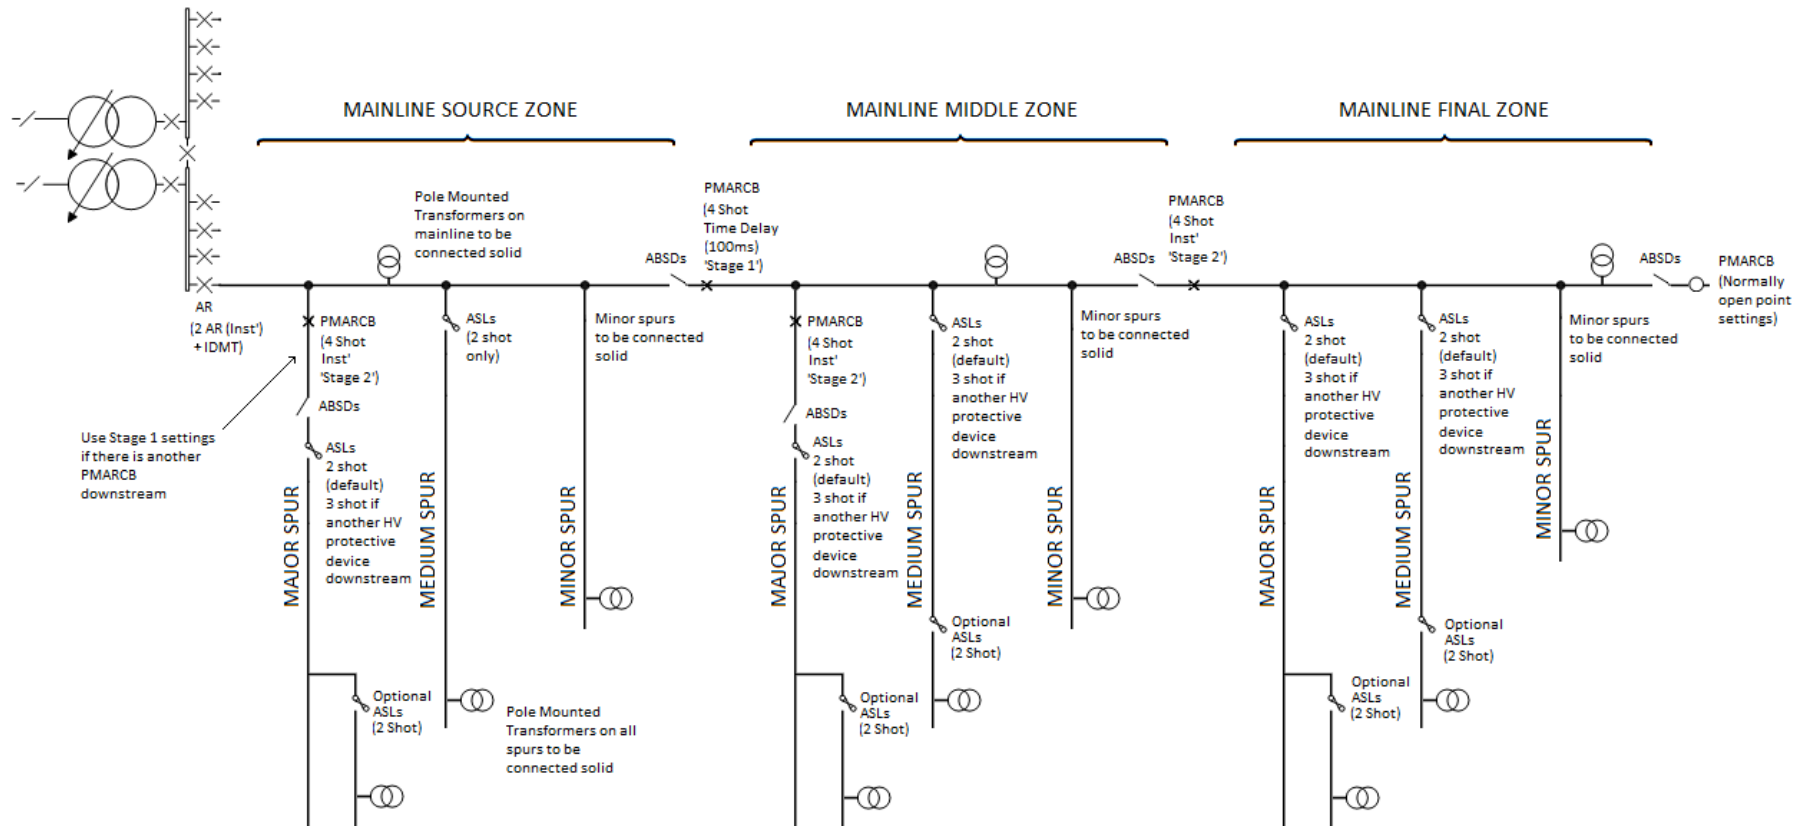 MAINLINE SOURCE ZONE
MAINLINE MIDDLE ZONE
MAINLINE FINAL ZONE
Pole Mounted
Transformers on
mainline to be
connected solid
ABSDs
PMARCB
(4 Shot
Time Delay
(100ms)
'Stage 1')
ABSDs
PMARCB
(4 Shot
Inst'
'Stage 2')
ABSDs
PMARCB
(Normally
open point
settings)
AR
(2 AR (Inst')
+ IDMT)
PMARCB
(4 Shot
Inst'
'Stage 2')
ABSDs
ASLs
2 shot
(default)
3 shot if
another HV
protective
device
downstream
Use Stage 1 settings
if there is another
PMARCB
downstream
MAJOR SPUR
Optional
ASLs
(2 Shot)
ASLs
(2 shot
only)
MEDIUM SPUR
Pole Mounted
Transformers on all
spurs to be
connected solid
Minor spurs
to be connected
solid
MINOR SPUR
PMARCB
(4 Shot
Inst'
'Stage 2')
ABSDs
ASLs
2 shot
(default)
3 shot if
another HV
protective
device
downstream
MAJOR SPUR
Optional
ASLs
(2 Shot)
ASLs
2 shot
(default)
3 shot if
another HV
protective
device
downstream
MEDIUM SPUR
Optional
ASLs
(2 Shot)
Minor spurs
to be connected
solid
MINOR SPUR
ASLs
2 shot
(default)
3 shot if
another HV
protective
device
downstream
MAJOR SPUR
Optional
ASLs
(2 Shot)
ASLs
2 shot
(default)
3 shot if
another HV
protective
device
downstream
MEDIUM SPUR
Optional
ASLs
(2 Shot)
Minor spurs
to be connected
solid
MINOR SPUR